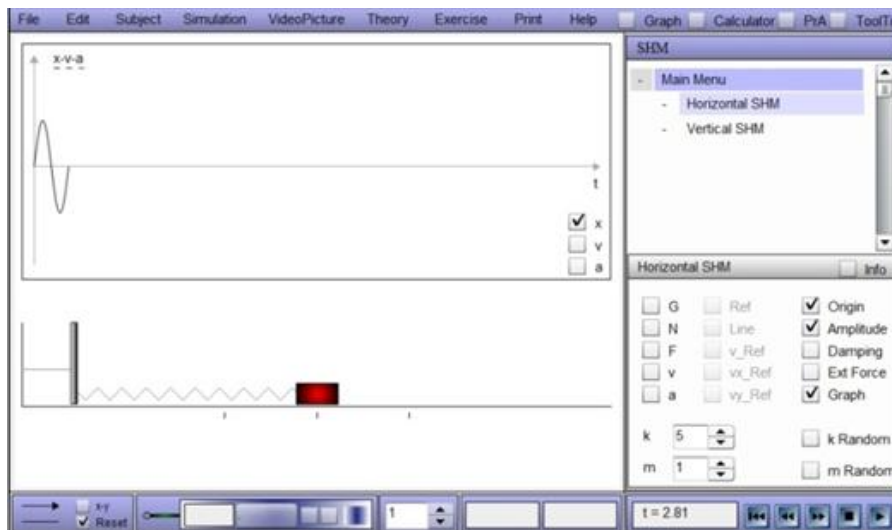 File Edit Subject Simulation VideoPicture Theory Exercise Print Help Graph Calculator PrA ToolTi
x-v-a
t
x
v
a
SHM
- Main Menu
- Horizontal SHM
- Vertical SHM
Horizontal SHM Info
G Ref Origin
N Line Amplitude
F v_Ref Damping
v vx_Ref Ext Force
a vy_Ref Graph
k 5 k Random
m 1 m Random
x-y
Reset
1
t = 2.81